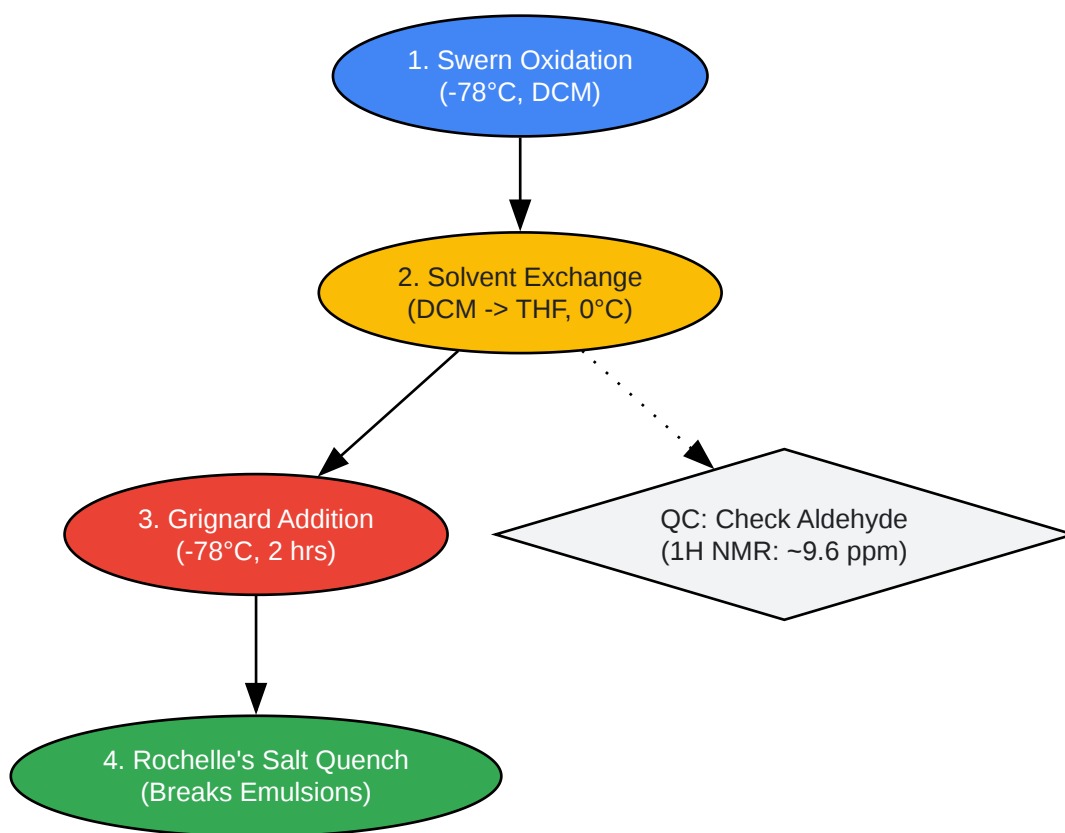 1. Swern Oxidation
(-78°C, DCM)
2. Solvent Exchange
(DCM -> THF, 0°C)
3. Grignard Addition
(-78°C, 2 hrs)
QC: Check Aldehyde
(1H NMR: ~9.6 ppm)
4. Rochelle's Salt Quench
(Breaks Emulsions)